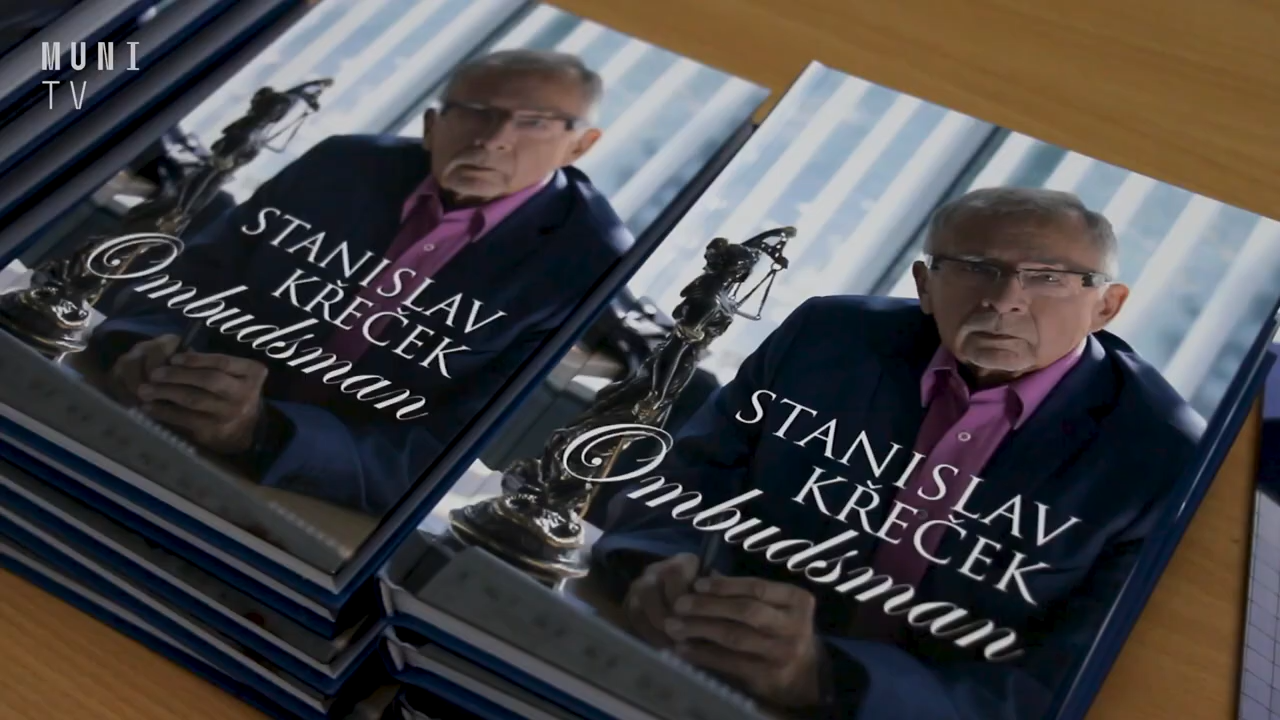 MUNI
TV
STANISLAV
KŘEČEK
Ombudsman
STANISLAV
KŘEČEK
Ombudsman